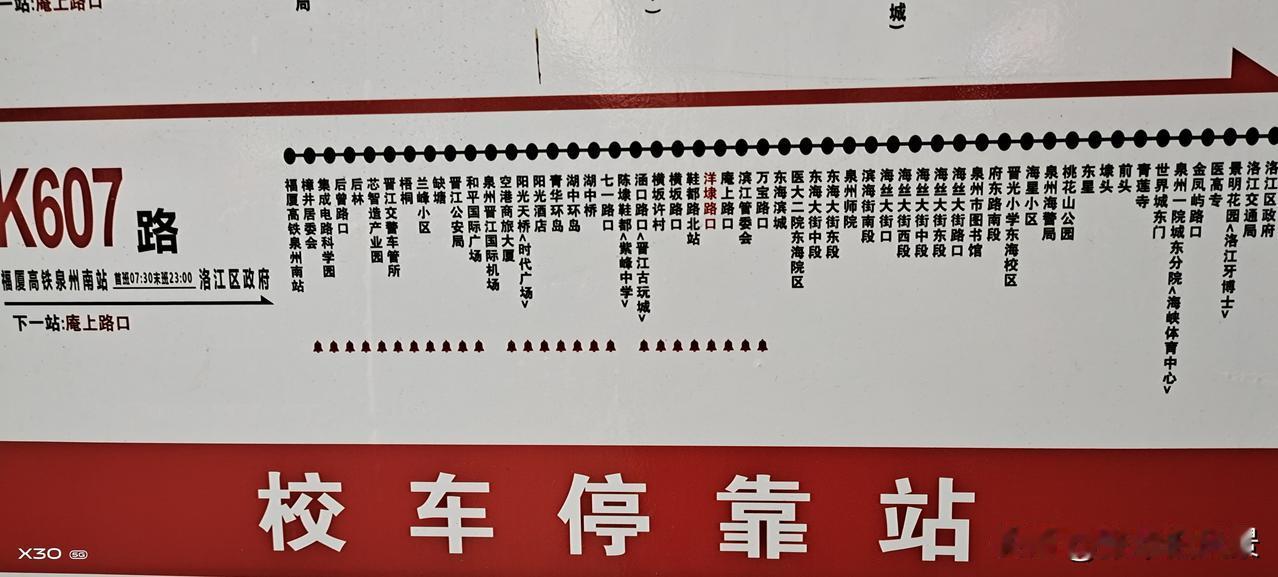 一站:庵上路口
局
︶
城︶
K607路
福厦高铁泉州南站 首班07:30末班23:00 洛江区政府
下一站:庵上路口
福厦高铁泉州南站
樟井居委会
集成电路科学园
后曾路口
后林
芯智造产业园
晋江交警车管所
梧桐
兰峰小区
缺塘
晋江公安局
和平国际广场
泉州晋江国际机场
空港商旅大厦
阳光天桥<时代广场>
阳光酒店
青华环岛
湖中环岛
湖中桥
七一路口
陈埭鞋都<紫峰中学>
涵口路口<晋江古玩城>
横坂许村
横坂路口
鞋都路北站
洋埭路口
庵上路口
滨江管委会
万宝路口
东海滨城
医大二院东海院区
东海大街中段
东海大街东段
泉州师院
滨海街南段
海丝大街口
海丝大街西段
海丝大街中段
海丝大街东段
海丝大街路口
泉州市图书馆
府东路南段
晋光小学东海校区
海星小区
泉州海警局
桃花山公园
东星
埭头
前头
青莲寺
世界城东门
泉州一院城东分院<海峡体育中心>
金凤屿路口
医高专
景明花园<洛江牙博士>
洛江交通局
洛江区政府
校车停靠站
X30 5G